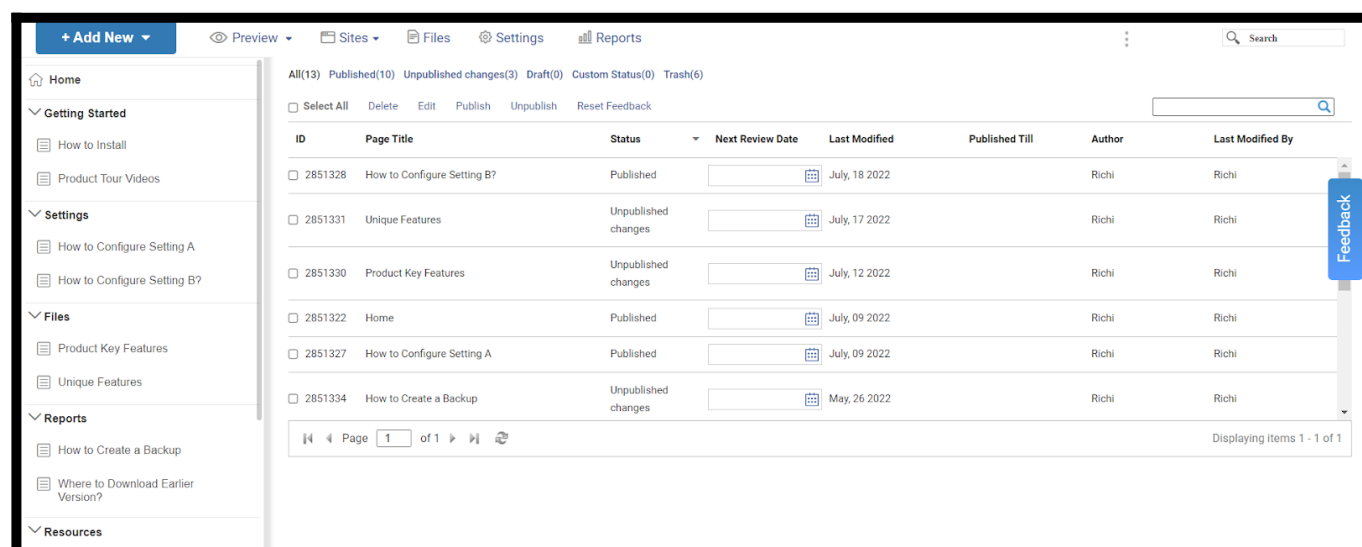 + Add New Preview Sites Files Settings Reports Search
Home
Getting Started
How to Install
Product Tour Videos
Settings
How to Configure Setting A
How to Configure Setting B?
Files
Product Key Features
Unique Features
Reports
How to Create a Backup
Where to Download Earlier
Version?
Resources
All(13) Published(10) Unpublished changes(3) Draft(0) Custom Status(0) Trash(6)
Select All Delete Edit Publish Unpublish Reset Feedback
ID Page Title Status Next Review Date Last Modified Published Till Author Last Modified By
2851328 How to Configure Setting B? Published July, 18 2022 Richi Richi
2851331 Unique Features Unpublished changes July, 17 2022 Richi Richi
2851330 Product Key Features Unpublished changes July, 12 2022 Richi Richi
2851322 Home Published July, 09 2022 Richi Richi
2851327 How to Configure Setting A Published July, 09 2022 Richi Richi
2851334 How to Create a Backup Unpublished changes May, 26 2022 Richi Richi
Page 1 of 1 Displaying items 1 - 1 of 1
Feedback